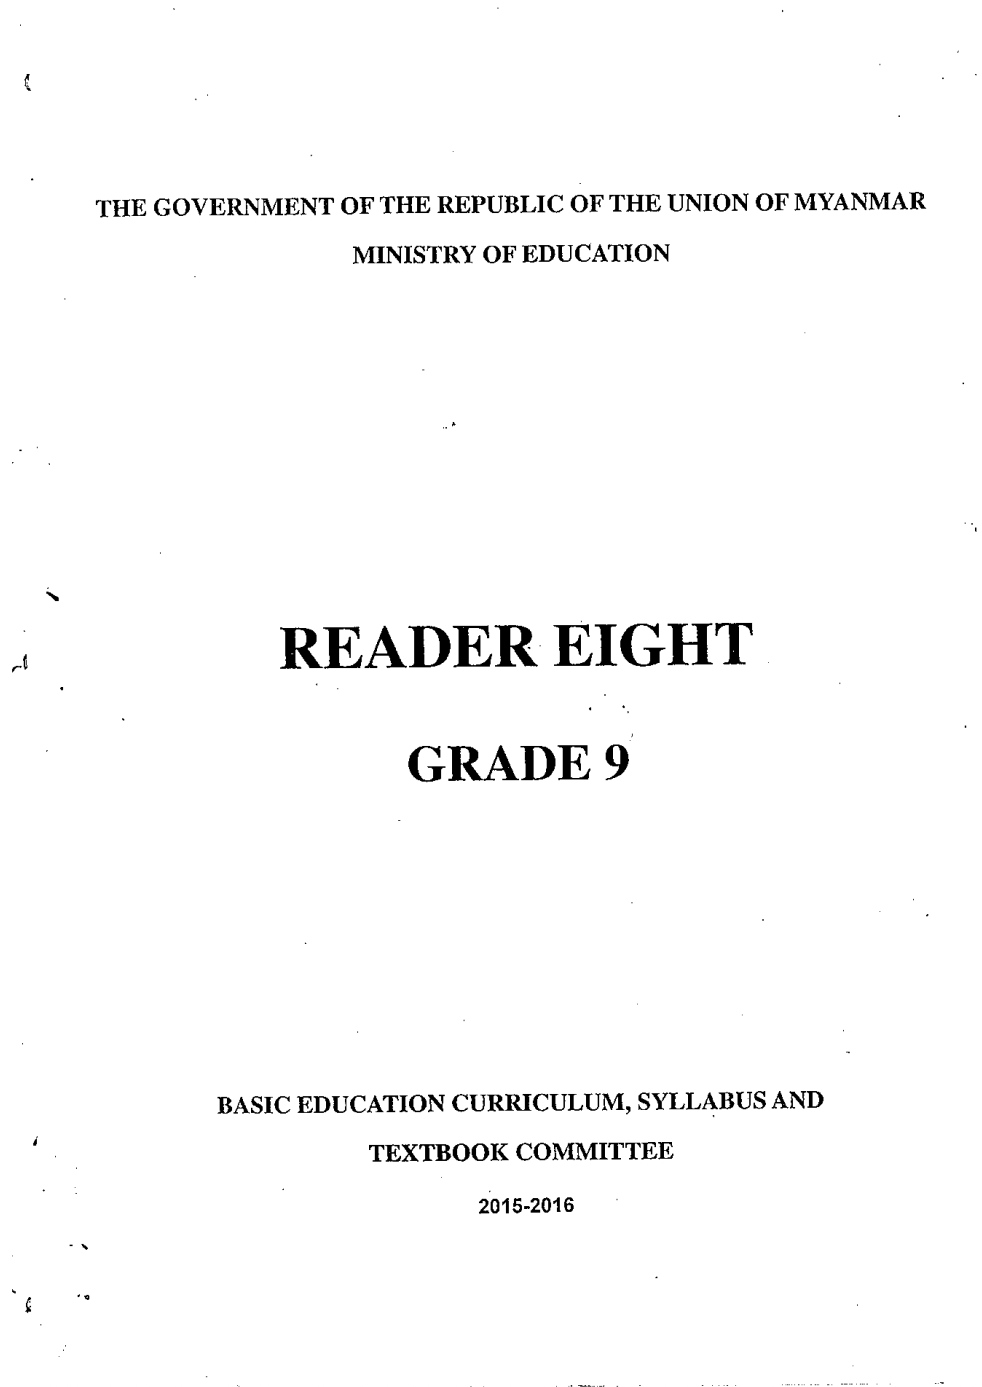 THE GOVERNMENT OF THE REPUBLIC OF THE UNION OF MYANMAR
MINISTRY OF EDUCATION
READER EIGHT
GRADE 9
BASIC EDUCATION CURRICULUM, SYLLABUS AND
TEXTBOOK COMMITTEE
2015-2016